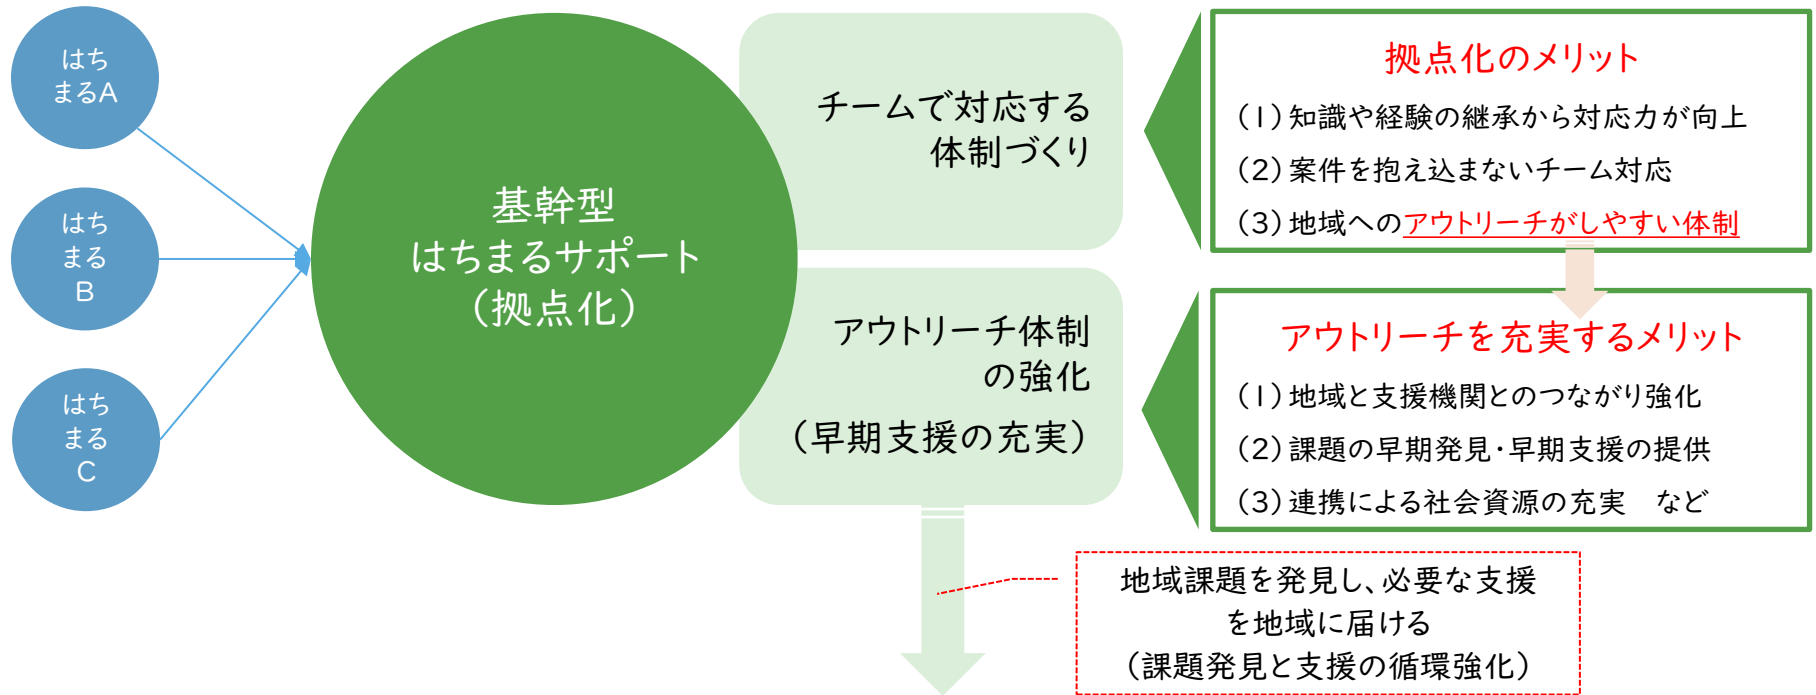 はち
まるA
はち
まる
B
はち
まる
C
基幹型
はちまるサポート
（拠点化）
チームで対応する
体制づくり
アウトリーチ体制
の強化
（早期支援の充実）
拠点化のメリット
（1）知識や経験の継承から対応力が向上
（2）案件を抱え込まないチーム対応
（3）地域へのアウトリーチがしやすい体制
アウトリーチを充実するメリット
（1）地域と支援機関とのつながり強化
（2）課題の早期発見・早期支援の提供
（3）連携による社会資源の充実　など
地域課題を発見し、必要な支援
を地域に届ける
（課題発見と支援の循環強化）